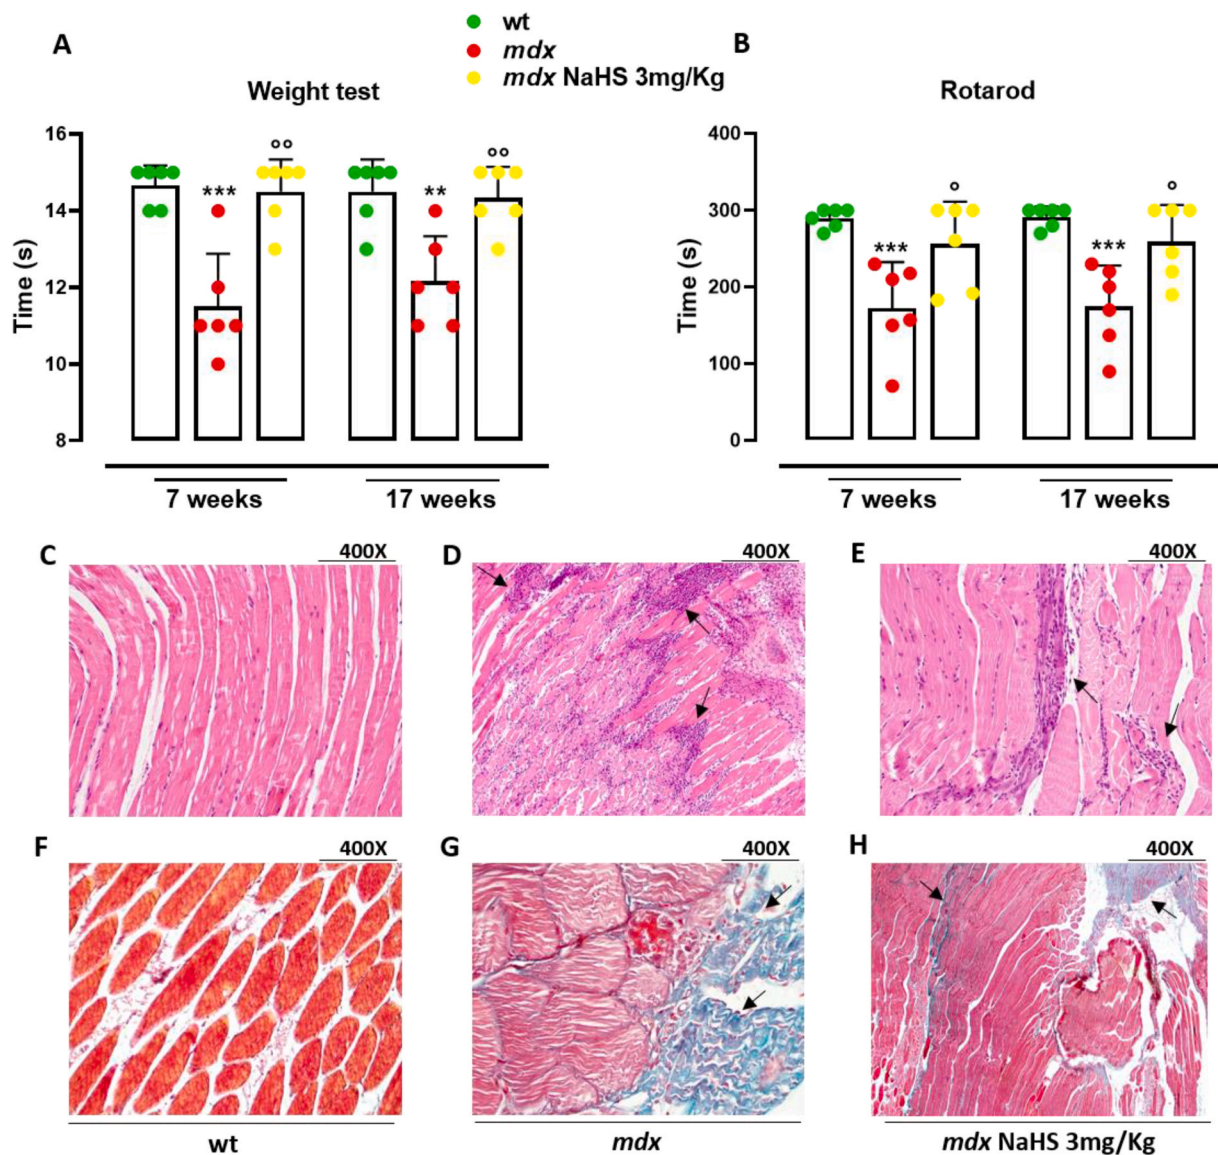 wt
mdx
mdx NaHS 3mg/Kg
A
Weight test
Time (s)
16
14
12
10
8
***
°°
**
°°
7 weeks
17 weeks
B
Rotarod
Time (s)
400
300
200
100
0
***
°
***
°
7 weeks
17 weeks
C
400X
D
400X
E
400X
F
400X
G
400X
H
400X
wt
mdx
mdx NaHS 3mg/Kg